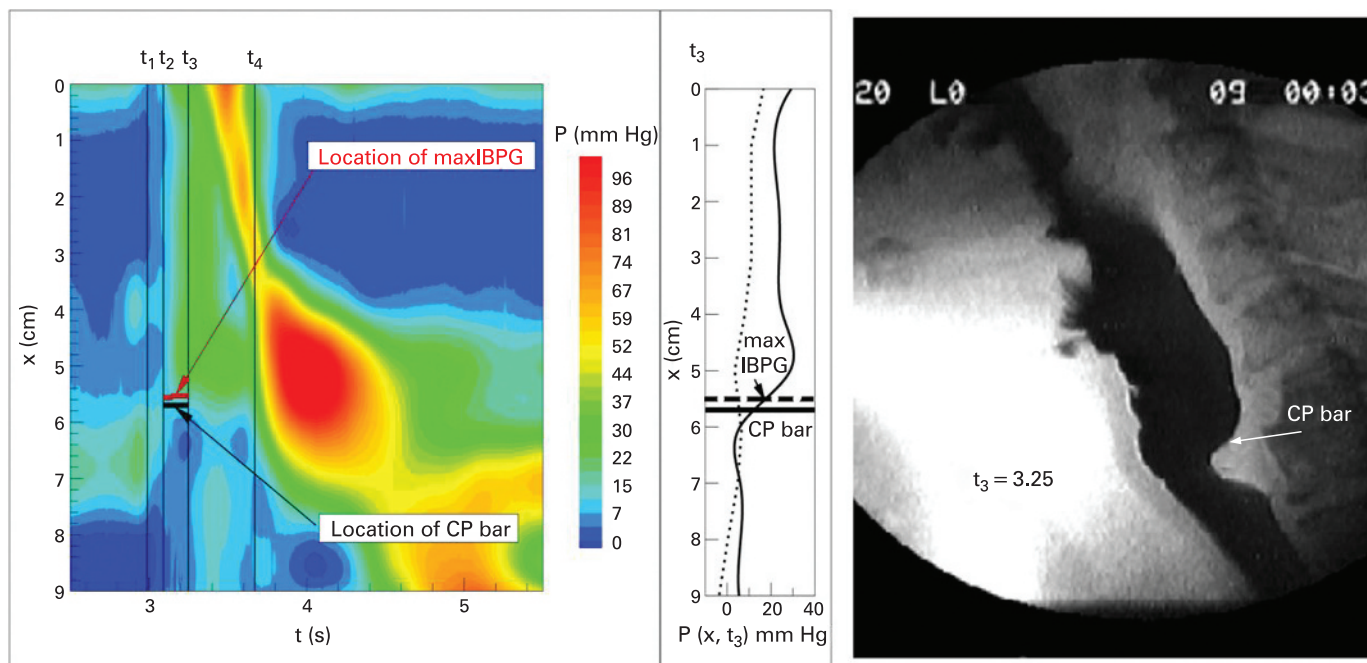 t₁ t₂ t₃ t₄
0
1
2
3
4
5
6
7
8
9
x (cm)
3 4 5
t (s)
Location of maxIBPG
Location of CP bar
P (mm Hg)
96
89
81
74
67
59
52
44
37
30
22
15
7
0
t₃
0
1
2
3
4
5
6
7
8
9
x (cm)
max
IBPG
CP bar
0 20 40
P (x, t₃) mm Hg
20 L0 09 00:03
CP bar
t₃ = 3.25